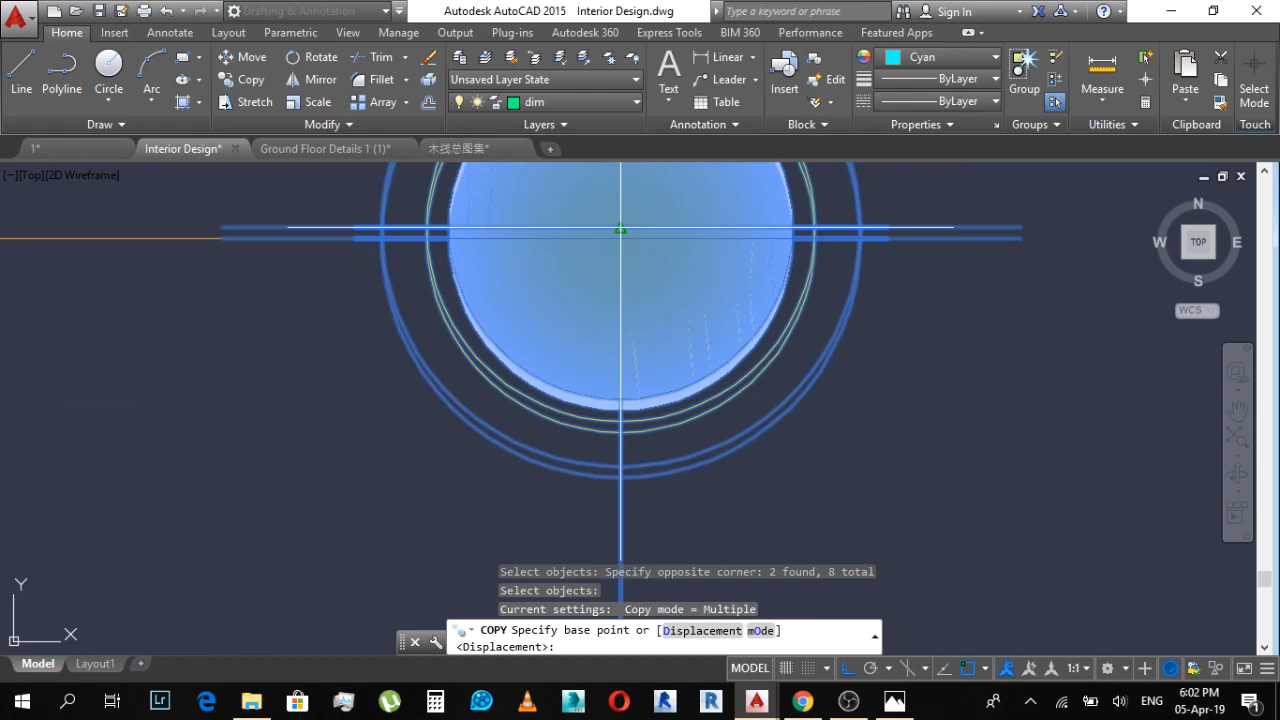 Drafting & Annotation
Autodesk AutoCAD 2015 Interior Design.dwg
Type a keyword or phrase
Sign In
Home Insert Annotate Layout Parametric View Manage Output Plug-ins Autodesk 360 Express Tools BIM 360 Performance Featured Apps
Line Polyline Circle Arc
Move Rotate Trim
Copy Mirror Fillet
Stretch Scale Array
Unsaved Layer State
dim
Text
Linear
Leader
Table
Insert
Edit
Cyan
ByLayer
ByLayer
Group
Measure
Paste
Select
Mode
Draw Modify Layers Annotation Block Properties Groups Utilities Clipboard Touch
1* Interior Design* Ground Floor Details 1 (1)* 木线总图集*
[−][Top][2D Wireframe]
N
W TOP E
S
WCS
Select objects: Specify opposite corner: 2 found, 8 total
Select objects:
Current settings: Copy mode = Multiple
COPY Specify base point or [Displacement mOde]
<Displacement>:
Y
X
Model Layout1
MODEL 1:1
Lr
ENG
6:02 PM
05-Apr-19